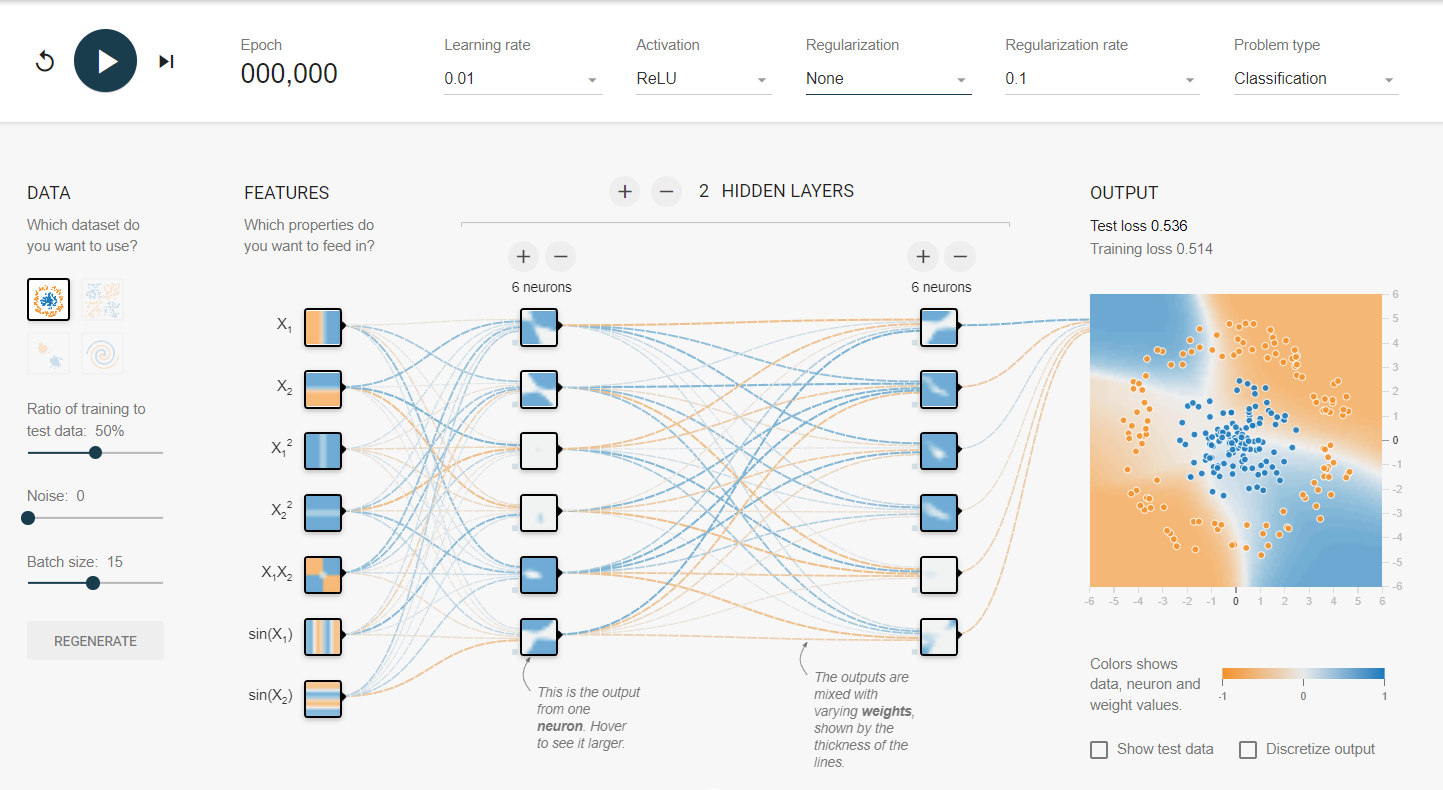 Epoch
000,000
Learning rate
0.01
Activation
ReLU
Regularization
None
Regularization rate
0.1
Problem type
Classification
DATA
Which dataset do
you want to use?
Ratio of training to
test data: 50%
Noise: 0
Batch size: 15
REGENERATE
FEATURES
Which properties do
you want to feed in?
X₁
X₂
X₁²
X₂²
X₁X₂
sin(X₁)
sin(X₂)
+ − 2 HIDDEN LAYERS
+ −
6 neurons
+ −
6 neurons
This is the output
from one
neuron. Hover
to see it larger.
The outputs are
mixed with
varying weights,
shown by the
thickness of the
lines.
OUTPUT
Test loss 0.536
Training loss 0.514
6
5
4
3
2
1
0
-1
-2
-3
-4
-5
-6
-6 -5 -4 -3 -2 -1 0 1 2 3 4 5 6
Colors shows
data, neuron and
weight values.
-1 0 1
Show test data
Discretize output